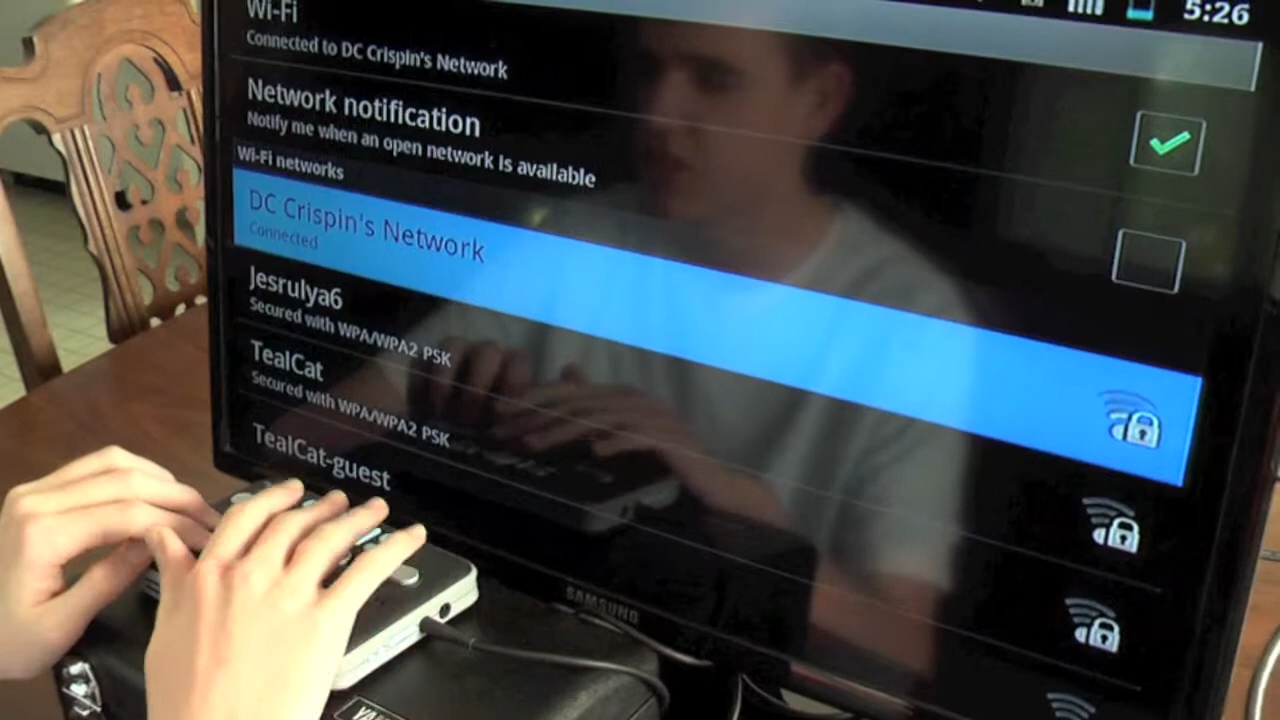 5:26
Wi-Fi
Connected to DC Crispin's Network
Network notification
Notify me when an open network is available
Wi-Fi networks
DC Crispin's Network
Connected
Jesrulya6
Secured with WPA/WPA2 PSK
TealCat
Secured with WPA/WPA2 PSK
TealCat-guest
SAMSUNG